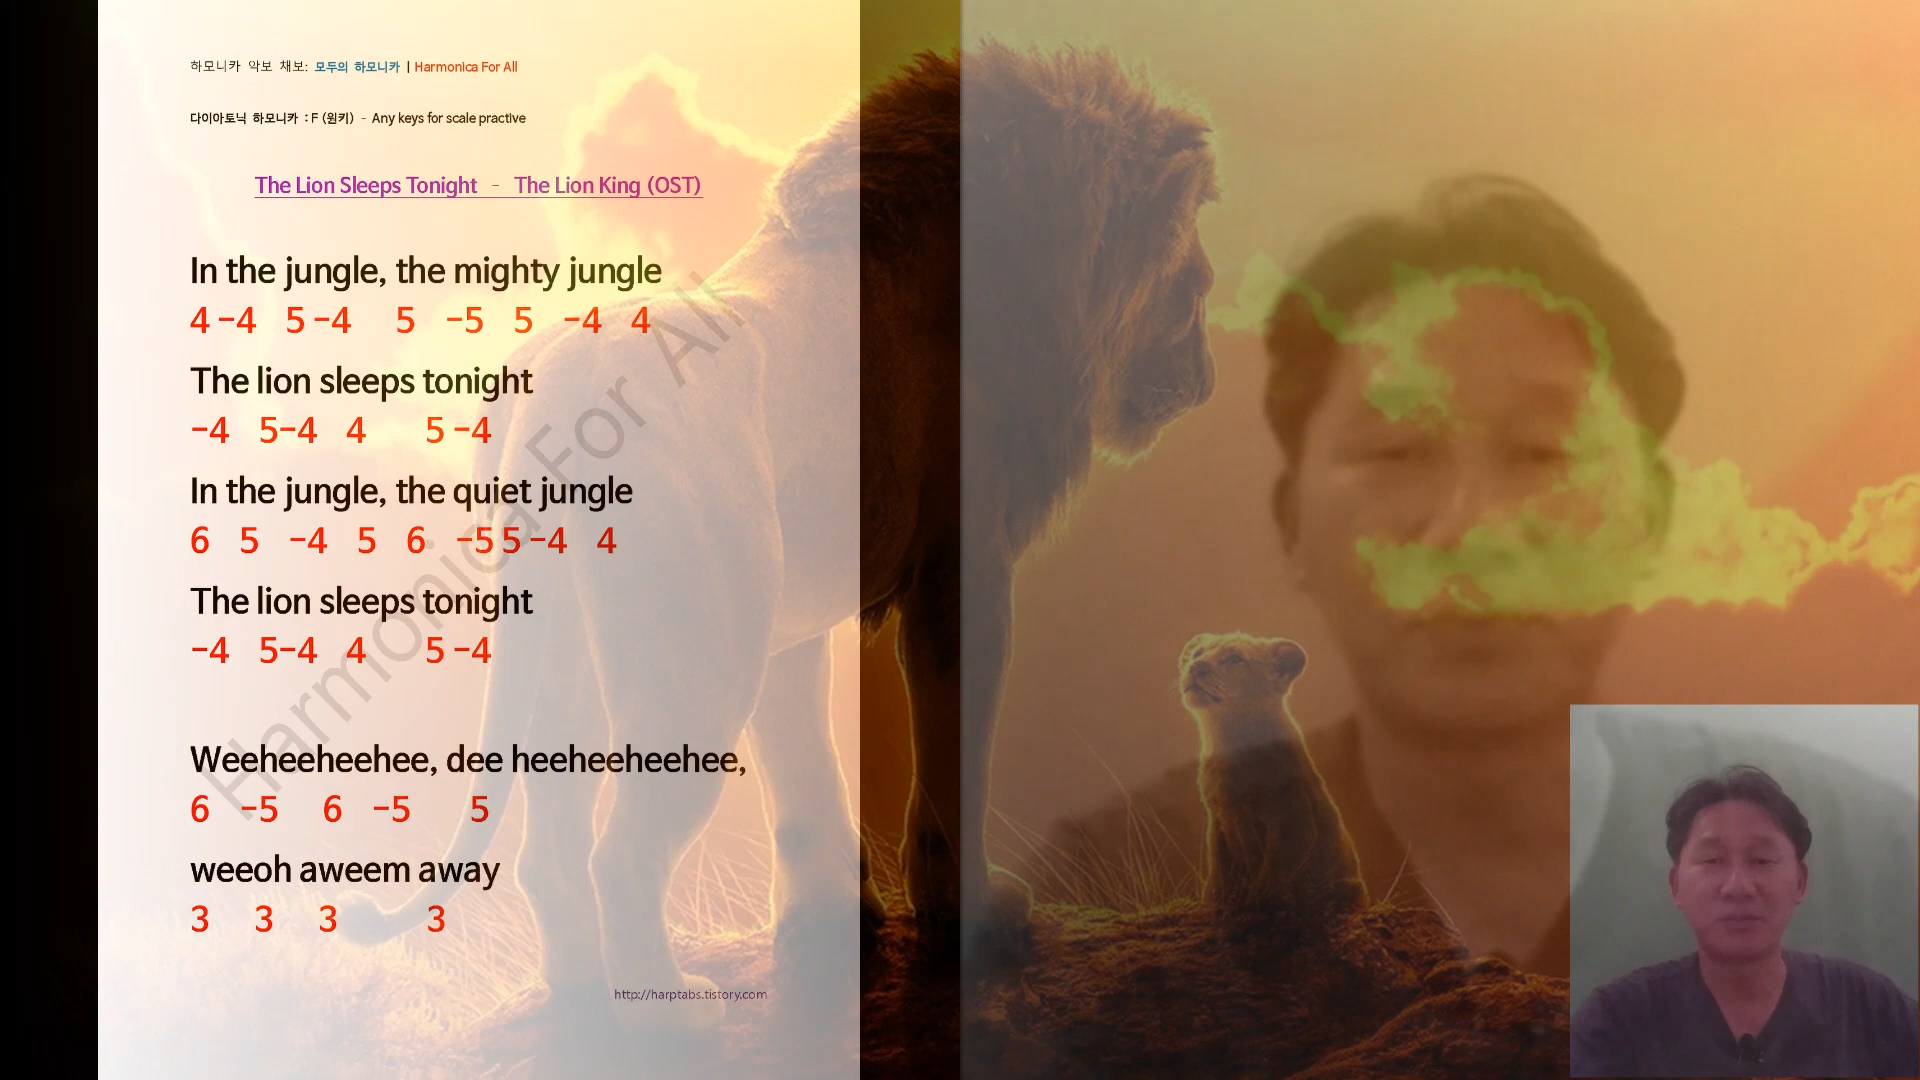 하모니카 악보 채보: 모두의 하모니카 | Harmonica For All
다이아토닉 하모니카 : F (원키) - Any keys for scale practive
The Lion Sleeps Tonight - The Lion King (OST)
In the jungle, the mighty jungle
4 -4 5 -4 5 -5 5 -4 4
The lion sleeps tonight
-4 5 -4 4 5 -4
In the jungle, the quiet jungle
6 5 -4 5 6 -5 5 -4 4
The lion sleeps tonight
-4 5 -4 4 5 -4
Weeheeheehee, dee heeheeheehee,
6 -5 6 -5 5
weeoh aweem away
3 3 3 3
http://harptabs.tistory.com
Harmonica For All